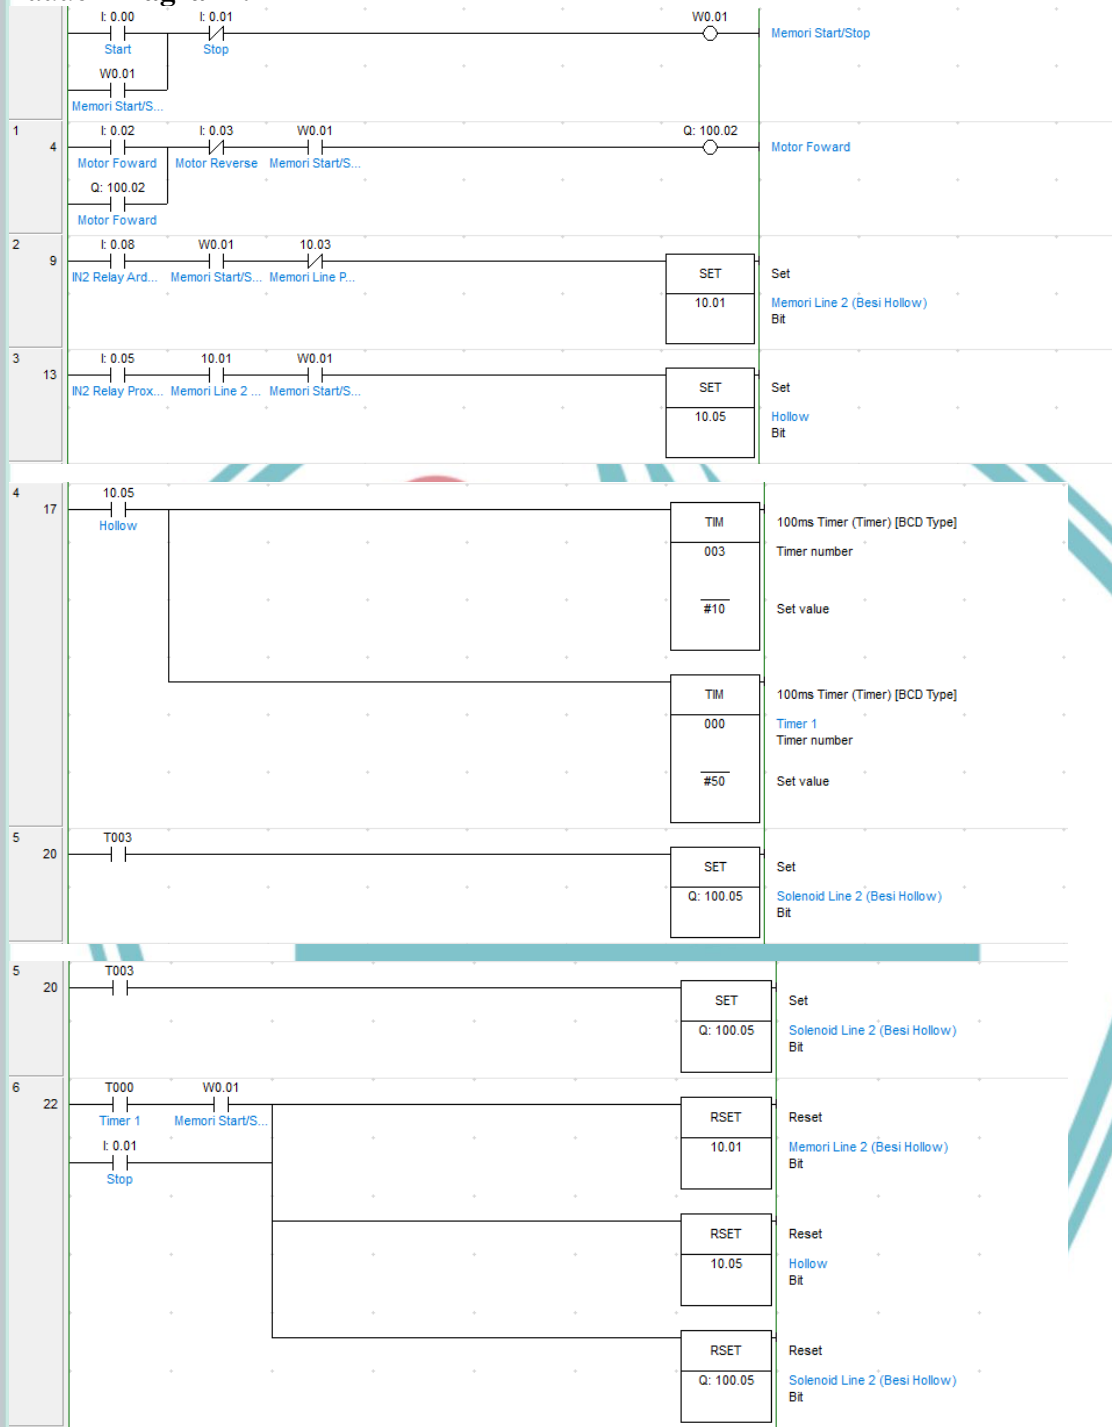 I: 0.00 I: 0.01 W0.01
Start Stop Memori Start/Stop
W0.01
Memori Start/S...
1 I: 0.02 I: 0.03 W0.01 Q: 100.02
4 Motor Foward
Motor Foward Motor Reverse Memori Start/S...
Q: 100.02
Motor Foward
2 I: 0.08 W0.01 10.03
9
IN2 Relay Ard... Memori Start/S... Memori Line P...
SET Set
10.01 Memori Line 2 (Besi Hollow)
Bit
3 I: 0.05 10.01 W0.01
13
IN2 Relay Prox... Memori Line 2 ... Memori Start/S...
SET Set
10.05 Hollow
Bit
4 10.05
17
Hollow
TIM 100ms Timer (Timer) [BCD Type]
003 Timer number
#10 Set value
TIM 100ms Timer (Timer) [BCD Type]
000 Timer 1
Timer number
#50 Set value
5 T003
20
SET Set
Q: 100.05 Solenoid Line 2 (Besi Hollow)
Bit
5 T003
20
SET Set
Q: 100.05 Solenoid Line 2 (Besi Hollow)
Bit
6 T000 W0.01
22
Timer 1 Memori Start/S...
RSET Reset
I: 0.01
10.01 Memori Line 2 (Besi Hollow)
Bit
Stop
RSET Reset
10.05 Hollow
Bit
RSET Reset
Q: 100.05 Solenoid Line 2 (Besi Hollow)
Bit